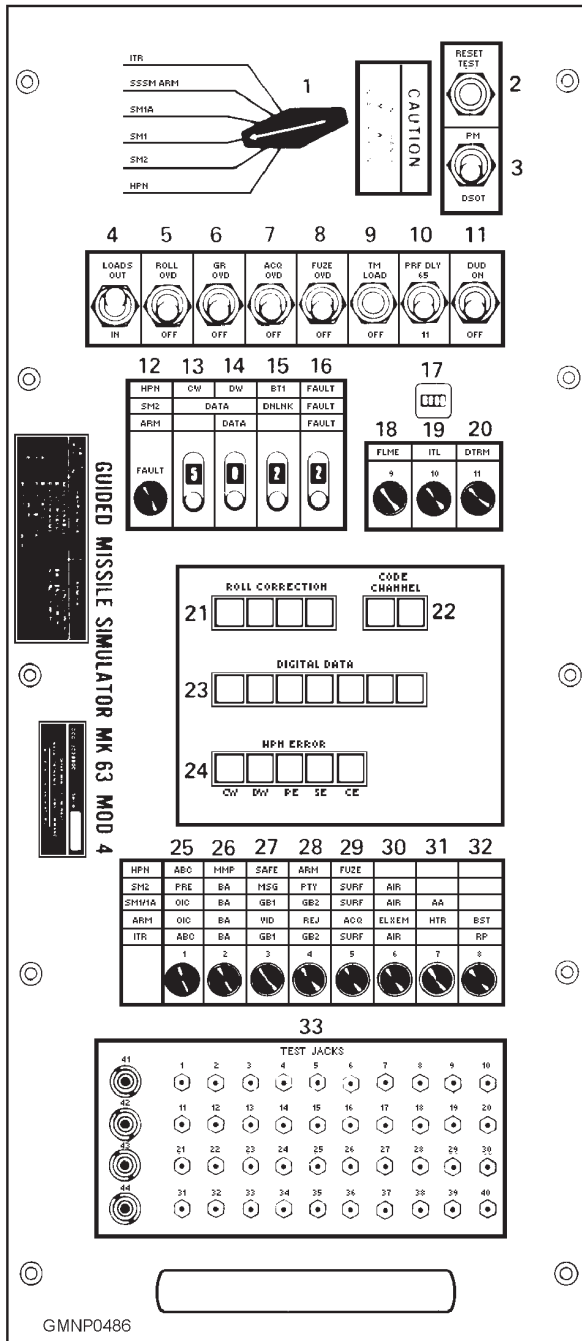 ITR
SSSM ARM
SM1A
SM1
SM2
HPN
1
CAUTION
RESET
TEST
2
PM
3
DSOT
4 5 6 7 8 9 10 11
LOADS OUT ROLL OVD GR OVD ACQ OVD FUZE OVD TM LOAD PRF DLY 65 DUD ON
IN OFF OFF OFF OFF OFF 11 OFF
12 13 14 15 16
HPN CW DW BT1 FAULT
SM2 DATA DNLNK FAULT
ARM DATA FAULT
FAULT 5 0 2 2
17
18 19 20
FLME ITL DTRM
9 10 11
GUIDED MISSILE SIMULATOR MK 63 MOD 4
ROLL CORRECTION
21
CODE
CHANNEL
22
DIGITAL DATA
23
HPN ERROR
24
CW DW PE SE CE
25 26 27 28 29 30 31 32
HPN ABC MMP SAFE ARM FUZE
SM2 PRE BA MSG PTY SURF AIR
SM1/1A OIC BA GB1 GB2 SURF AIR AA
ARM OIC BA VID REJ ACQ ELXEM HTR BST
ITR ABC BA GB1 GB2 SURF AIR RP
1 2 3 4 5 6 7 8
33
TEST JACKS
41 1 2 3 4 5 6 7 8 9 10
42 11 12 13 14 15 16 17 18 19 20
43 21 22 23 24 25 26 27 28 29 30
44 31 32 33 34 35 36 37 38 39 40
GMNP0486